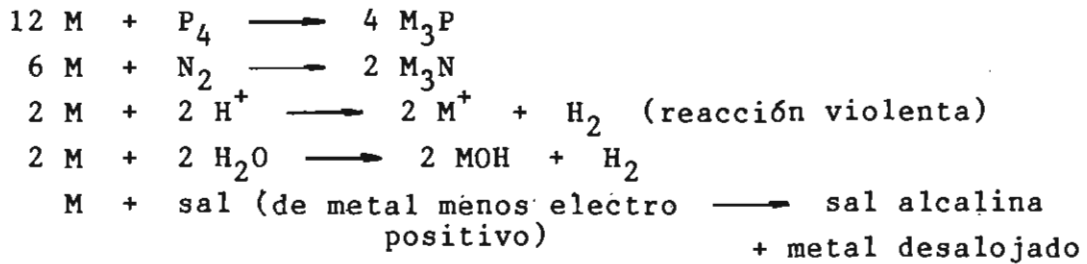 12 M + P4 ⟶ 4 M3P
6 M + N2 ⟶ 2 M3N
2 M + 2 H+ ⟶ 2 M+ + H2 (reacción violenta)
2 M + 2 H2O ⟶ 2 MOH + H2
M + sal (de metal menos electro ⟶ sal alcalina
positivo) + metal desalojado